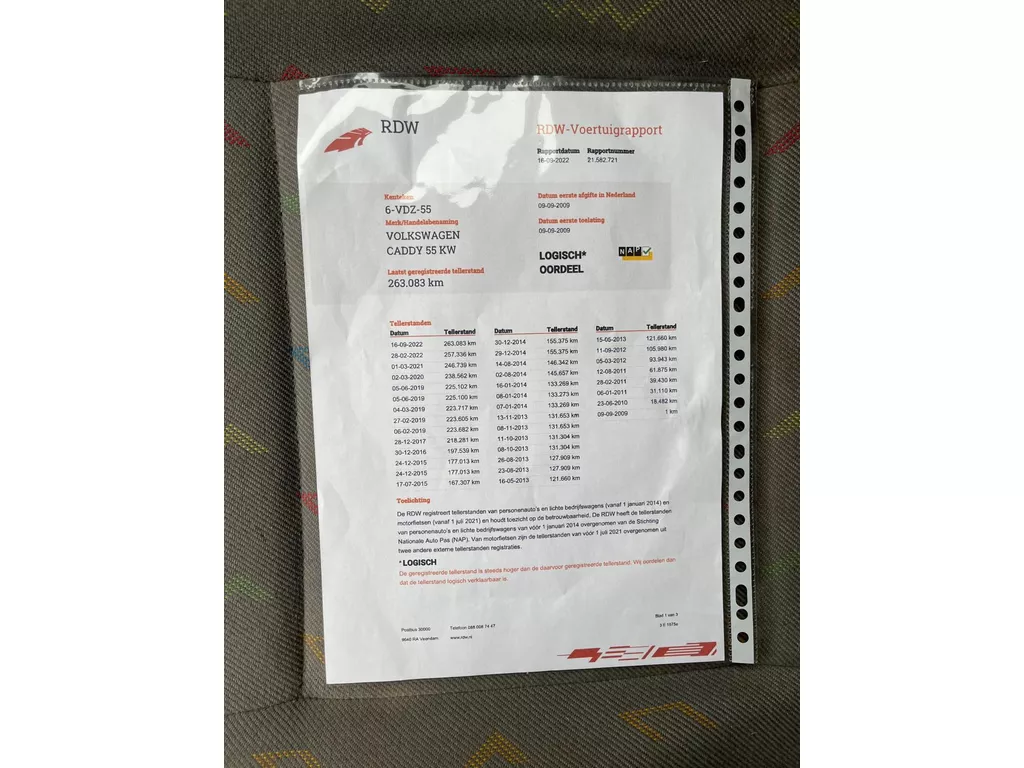 RDW
RDW-Voertuigrapport
Rapportdatum Rapportnummer
16-09-2022 21.582.721
Kenteken
6-VDZ-55
Merk/Handelsbenaming
VOLKSWAGEN
CADDY 55 KW
Laatst geregistreerde tellerstand
263.083 km
Datum eerste afgifte in Nederland
09-09-2009
Datum eerste toelating
09-09-2009
LOGISCH*
OORDEEL
NAP
Tellerstanden
Datum Tellerstand
16-09-2022 263.083 km
28-02-2022 257.336 km
01-03-2021 246.739 km
02-03-2020 238.562 km
05-06-2019 225.102 km
05-06-2019 225.100 km
04-03-2019 223.717 km
27-02-2019 223.605 km
06-02-2019 223.682 km
28-12-2017 218.281 km
30-12-2016 197.539 km
24-12-2015 177.013 km
24-12-2015 177.013 km
17-07-2015 167.307 km
Datum Tellerstand
30-12-2014 155.375 km
29-12-2014 155.375 km
14-08-2014 146.342 km
02-08-2014 145.657 km
16-01-2014 133.269 km
08-01-2014 133.273 km
07-01-2014 133.269 km
13-11-2013 131.653 km
08-11-2013 131.653 km
11-10-2013 131.304 km
08-10-2013 131.304 km
26-08-2013 127.909 km
23-08-2013 127.909 km
16-05-2013 121.660 km
Datum Tellerstand
15-05-2013 121.660 km
11-09-2012 105.980 km
05-03-2012 93.943 km
12-08-2011 61.875 km
28-02-2011 39.430 km
06-01-2011 31.110 km
23-06-2010 18.482 km
09-09-2009 1 km
Toelichting
De RDW registreert tellerstanden van personenauto's en lichte bedrijfswagens (vanaf 1 januari 2014) en
motorfietsen (vanaf 1 juli 2021) en houdt toezicht op de betrouwbaarheid. De RDW heeft de tellerstanden
van personenauto's en lichte bedrijfswagens van vóór 1 januari 2014 overgenomen van de Stichting
Nationale Auto Pas (NAP). Van motorfietsen zijn de tellerstanden van vóór 1 juli 2021 overgenomen uit
twee andere externe tellerstanden registraties.
* LOGISCH
De geregistreerde tellerstand is steeds hoger dan de daarvoor geregistreerde tellerstand. Wij oordelen dan
dat de tellerstand logisch verklaarbaar is.
Postbus 30000 Telefoon 088 008 74 47
9640 RA Veendam www.rdw.nl
Blad 1 van 3
3 E 1975a